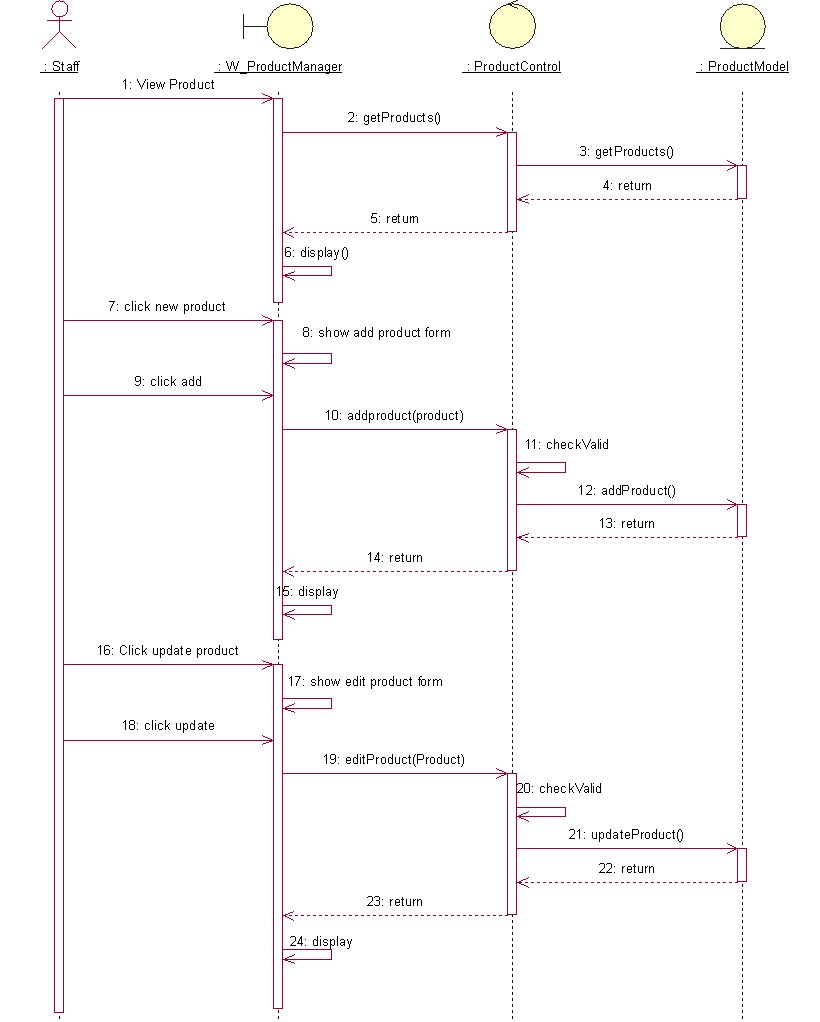 : Staff
: W_ProductManager
: ProductControl
: ProductModel
1: View Product
2: getProducts()
3: getProducts()
4: return
5: return
6: display()
7: click new product
8: show add product form
9: click add
10: addproduct(product)
11: checkValid
12: addProduct()
13: return
14: return
15: display
16: Click update product
17: show edit product form
18: click update
19: editProduct(Product)
20: checkValid
21: updateProduct()
22: return
23: return
24: display